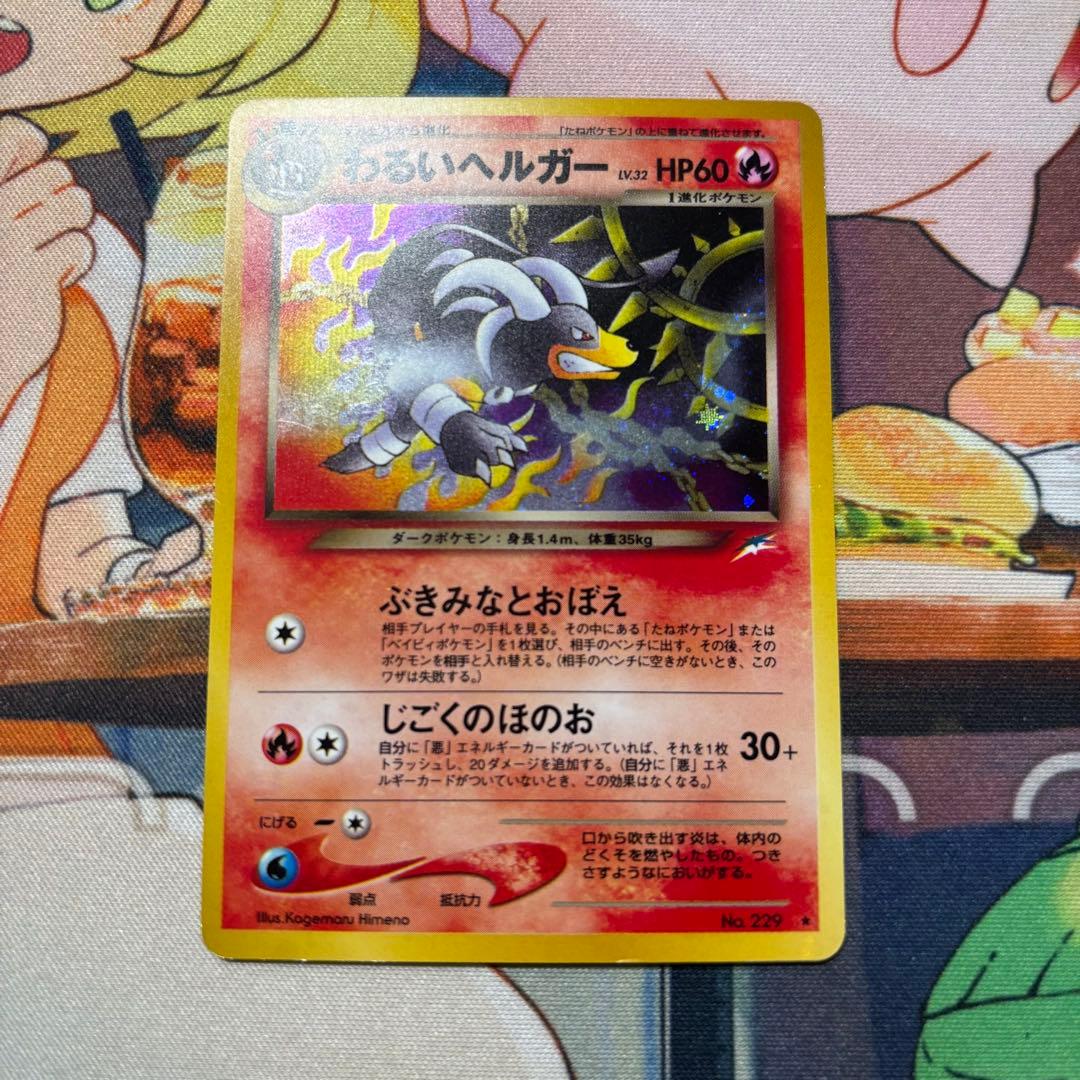 「たねポケモン」の上に重ねて進化させます。
わるいヘルガー LV.32 HP60
1進化ポケモン
ダークポケモン：身長1.4m、体重35kg
ぶきみなとおぼえ
相手プレイヤーの手札を見る。その中にある「たねポケモン」または
「ベイビィポケモン」を1枚選び、相手のベンチに出す。その後、その
ポケモンを相手と入れ替える。（相手のベンチに空きがないとき、この
ワザは失敗する。）
じごくのほのお
自分に「悪」エネルギーカードがついていれば、それを1枚
トラッシュし、20ダメージを追加する。（自分に「悪」エネ
ルギーカードがついていないとき、この効果はなくなる。）
30+
にげる
口から吹き出す炎は、体内の
どくそを燃やしたもの。つき
さすようなにおいがする。
弱点 抵抗力
Illus.Kagemaru Himeno
No. 229 ★